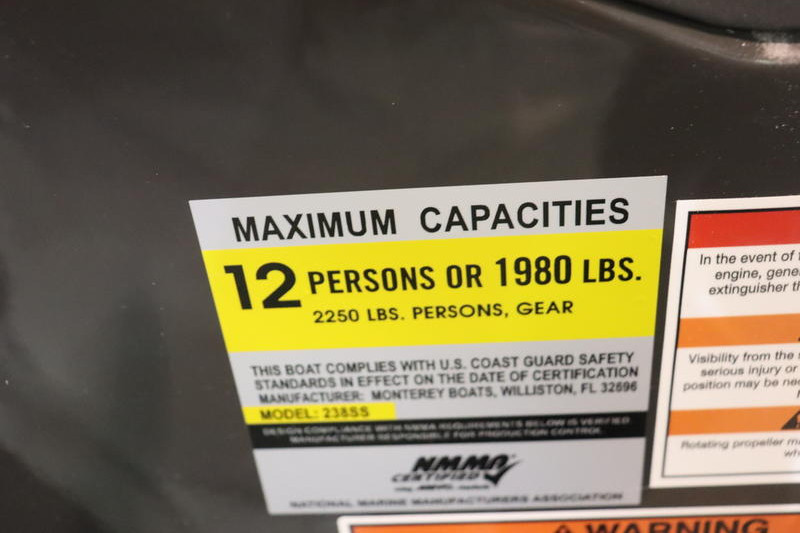 MAXIMUM CAPACITIES
12 PERSONS OR 1980 LBS.
2250 LBS. PERSONS, GEAR
THIS BOAT COMPLIES WITH U.S. COAST GUARD SAFETY
STANDARDS IN EFFECT ON THE DATE OF CERTIFICATION
MANUFACTURER: MONTEREY BOATS, WILLISTON, FL 32696
MODEL: 238SS
DESIGN COMPLIANCE WITH NMMA REQUIREMENTS BELOW IS VERIFIED
MANUFACTURER RESPONSIBLE FOR PRODUCTION CONTROL.
NMMA
CERTIFIED
NATIONAL MARINE MANUFACTURERS ASSOCIATION
In the event of
engine, gene
extinguisher th
Visibility from the
serious injury or
position may be nee
Rotating propeller m
wh
WARNING